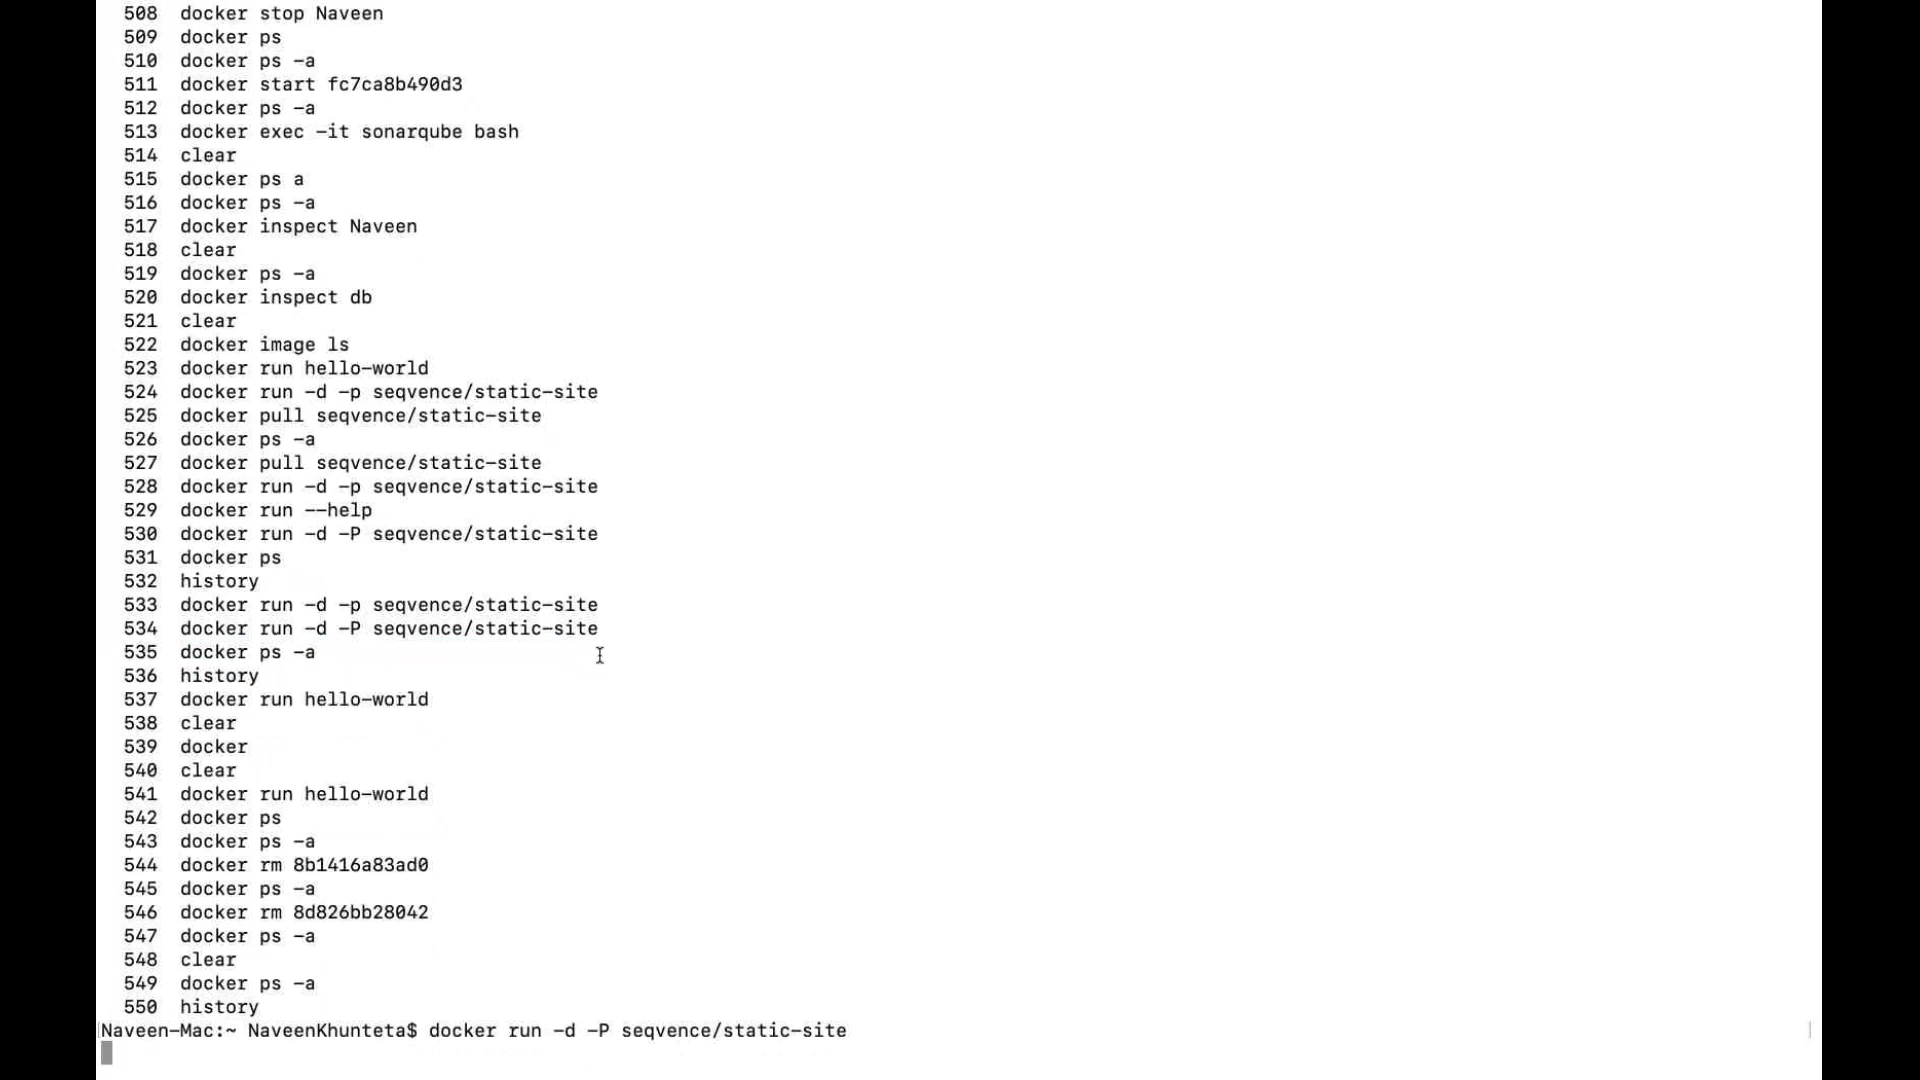 508 docker stop Naveen
509 docker ps
510 docker ps -a
511 docker start fc7ca8b490d3
512 docker ps -a
513 docker exec -it sonarqube bash
514 clear
515 docker ps a
516 docker ps -a
517 docker inspect Naveen
518 clear
519 docker ps -a
520 docker inspect db
521 clear
522 docker image ls
523 docker run hello-world
524 docker run -d -p seqvence/static-site
525 docker pull seqvence/static-site
526 docker ps -a
527 docker pull seqvence/static-site
528 docker run -d -p seqvence/static-site
529 docker run --help
530 docker run -d -P seqvence/static-site
531 docker ps
532 history
533 docker run -d -p seqvence/static-site
534 docker run -d -P seqvence/static-site
535 docker ps -a
536 history
537 docker run hello-world
538 clear
539 docker
540 clear
541 docker run hello-world
542 docker ps
543 docker ps -a
544 docker rm 8b1416a83ad0
545 docker ps -a
546 docker rm 8d826bb28042
547 docker ps -a
548 clear
549 docker ps -a
550 history
Naveen-Mac:~ NaveenKhunteta$ docker run -d -P seqvence/static-site